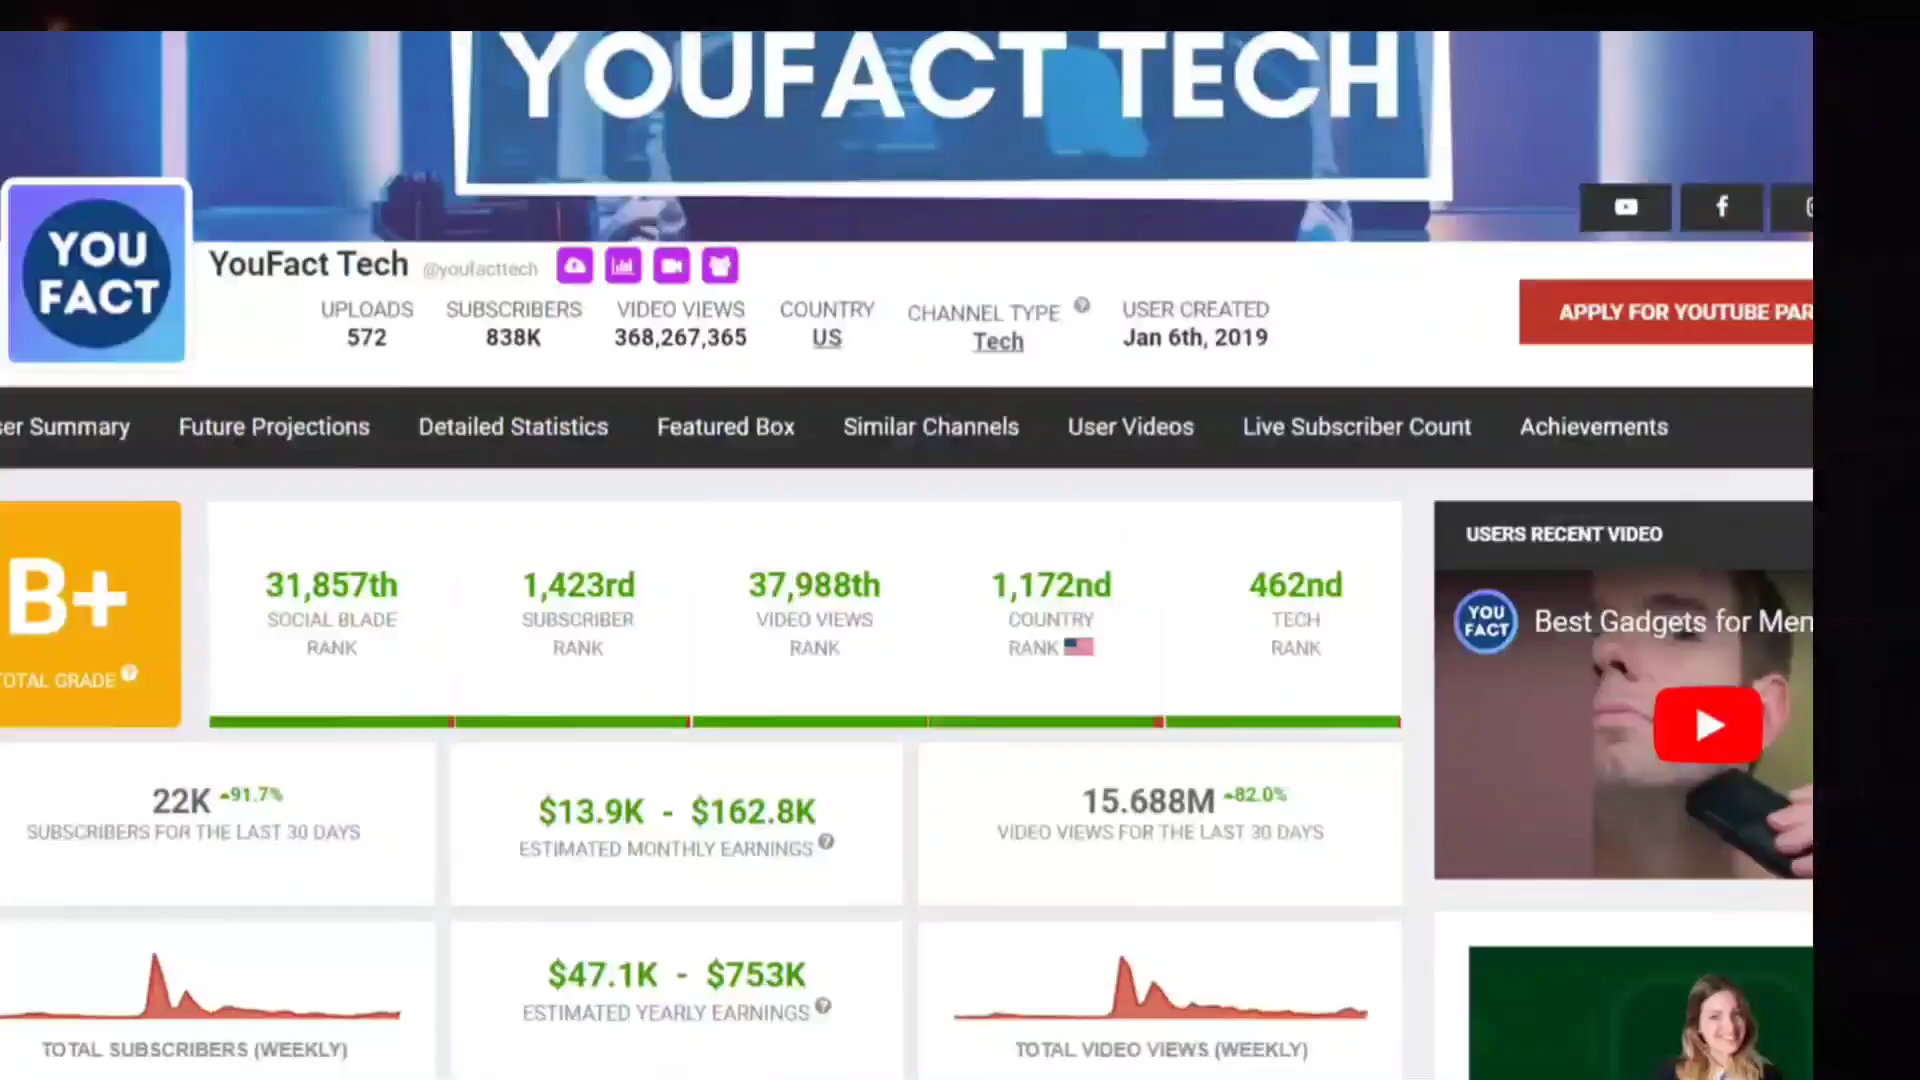 YOUFACT TECH
YOU
FACT
YouFact Tech @youfacttech
UPLOADS
572
SUBSCRIBERS
838K
VIDEO VIEWS
368,267,365
COUNTRY
US
CHANNEL TYPE
Tech
USER CREATED
Jan 6th, 2019
APPLY FOR YOUTUBE PAR
ser Summary Future Projections Detailed Statistics Featured Box Similar Channels User Videos Live Subscriber Count Achievements
B+
TOTAL GRADE
31,857th
SOCIAL BLADE
RANK
1,423rd
SUBSCRIBER
RANK
37,988th
VIDEO VIEWS
RANK
1,172nd
COUNTRY
RANK
462nd
TECH
RANK
USERS RECENT VIDEO
YOU
FACT
Best Gadgets for Men
22K 91.7%
SUBSCRIBERS FOR THE LAST 30 DAYS
$13.9K - $162.8K
ESTIMATED MONTHLY EARNINGS
15.688M 82.0%
VIDEO VIEWS FOR THE LAST 30 DAYS
TOTAL SUBSCRIBERS (WEEKLY)
$47.1K - $753K
ESTIMATED YEARLY EARNINGS
TOTAL VIDEO VIEWS (WEEKLY)